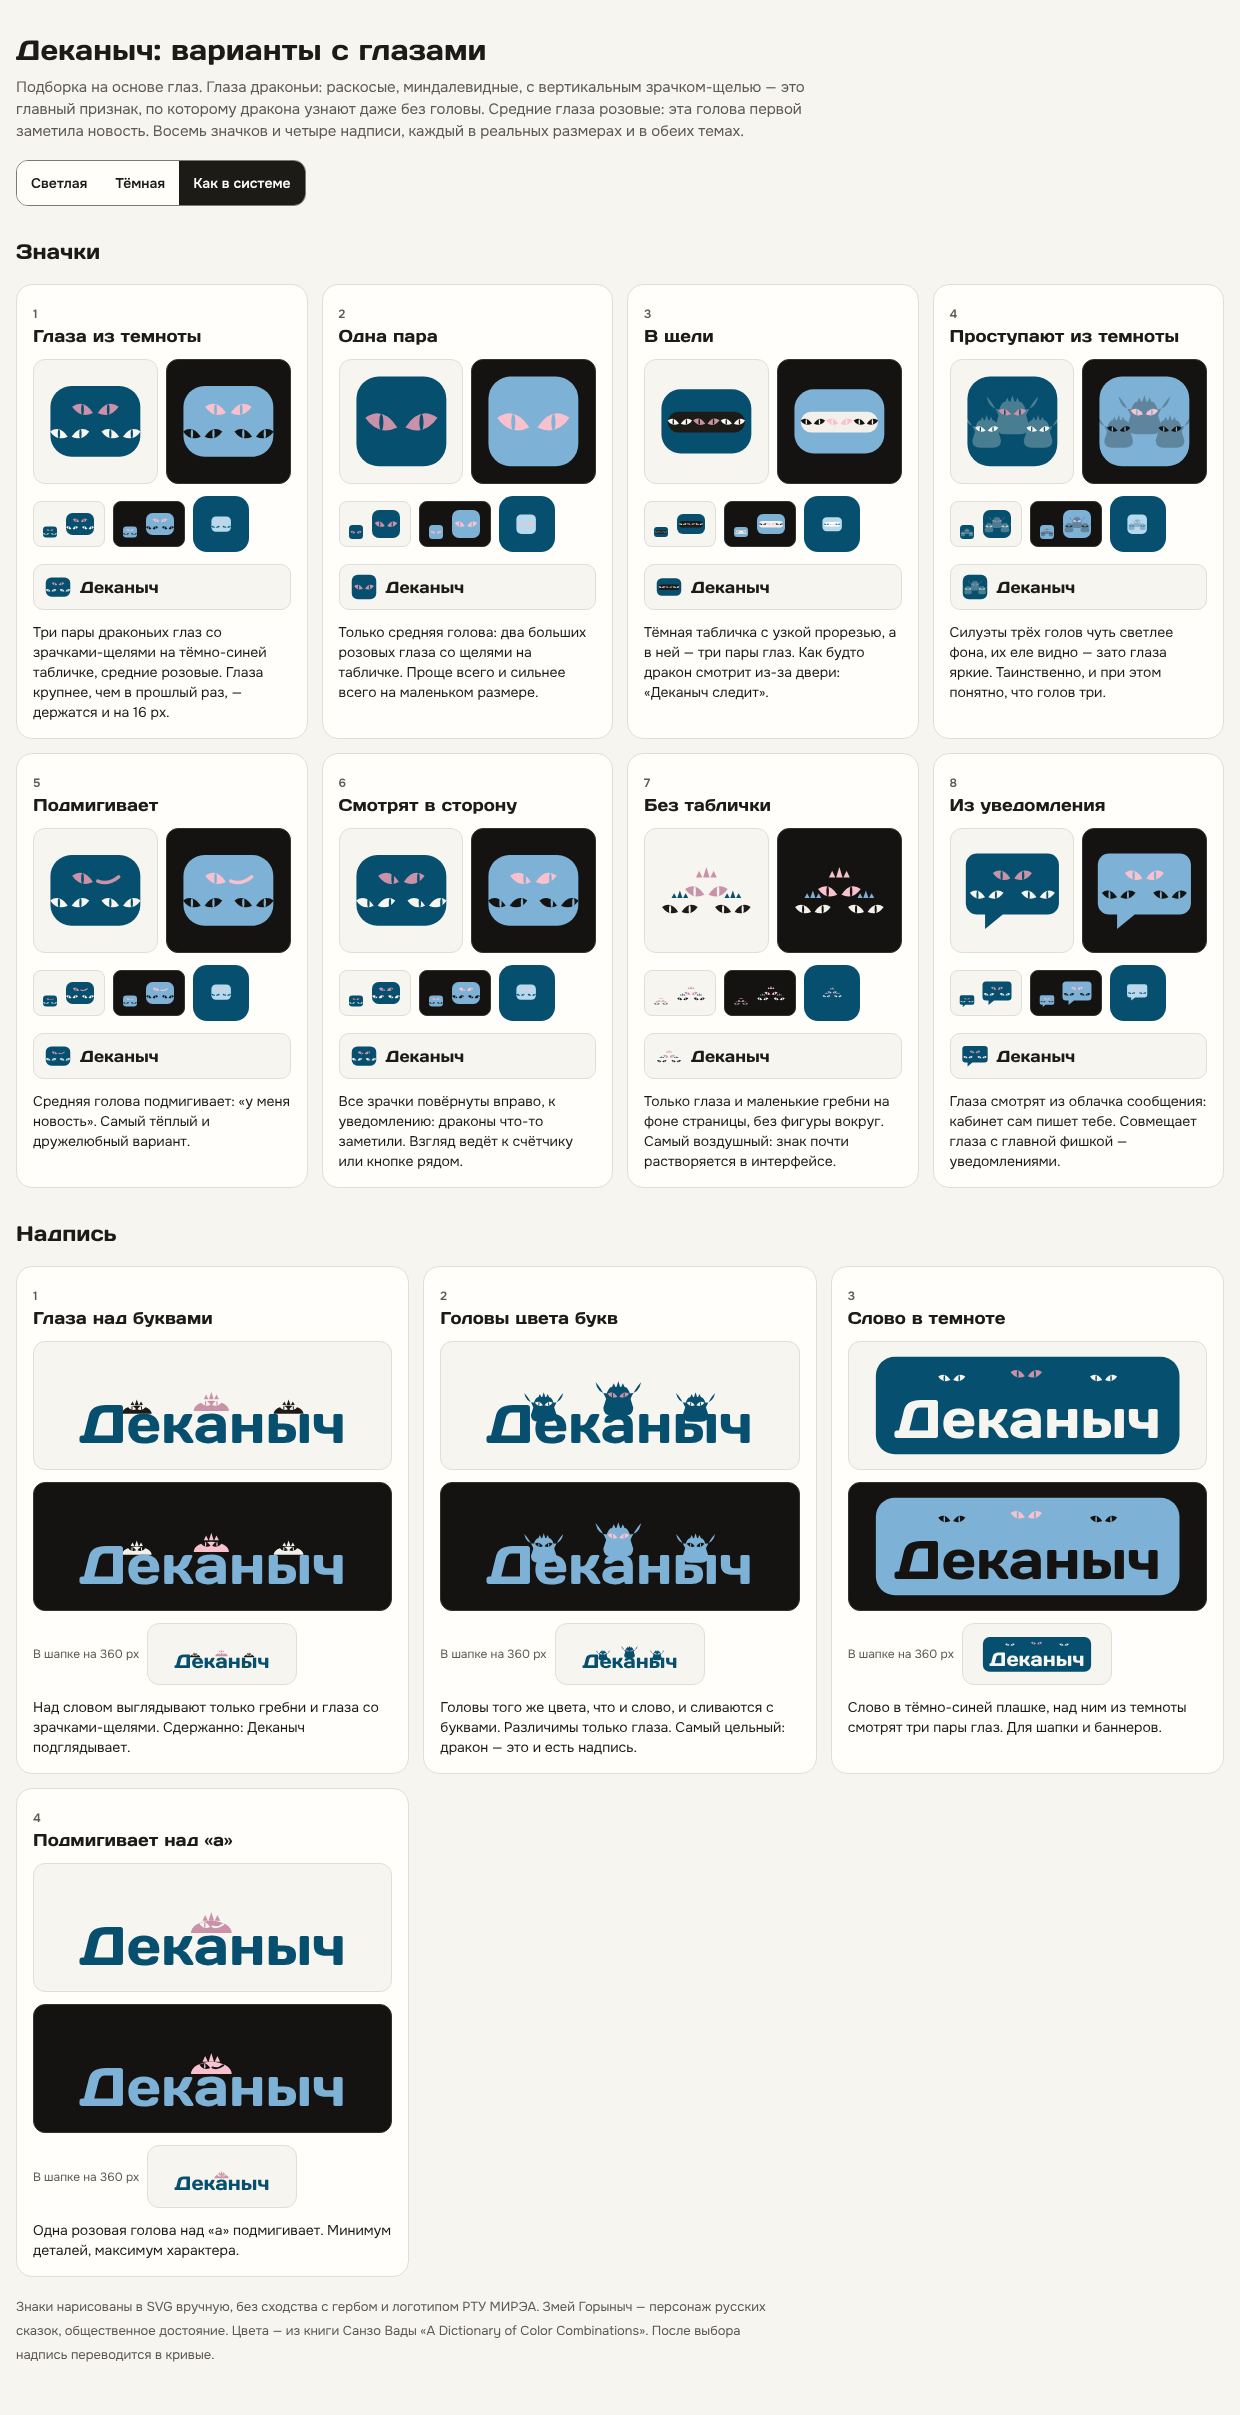 Деканыч: варианты с глазами
Подборка на основе глаз. Глаза драконьи: раскосые, миндалевидные, с вертикальным зрачком-щелью — это
главный признак, по которому дракона узнают даже без головы. Средние глаза розовые: эта голова первой
заметила новость. Восемь значков и четыре надписи, каждый в реальных размерах и в обеих темах.
Светлая Тёмная Как в системе
Значки
1
Глаза из темноты
Деканыч
Три пары драконьих глаз со
зрачками-щелями на тёмно-синей
табличке, средние розовые. Глаза
крупнее, чем в прошлый раз, —
держатся и на 16 px.
2
Одна пара
Деканыч
Только средняя голова: два больших
розовых глаза со щелями на
табличке. Проще всего и сильнее
всего на маленьком размере.
3
В щели
Деканыч
Тёмная табличка с узкой прорезью, а
в ней — три пары глаз. Как будто
дракон смотрит из-за двери:
«Деканыч следит».
4
Проступают из темноты
Деканыч
Силуэты трёх голов чуть светлее
фона, их еле видно — зато глаза
яркие. Таинственно, и при этом
понятно, что голов три.
5
Подмигивает
Деканыч
Средняя голова подмигивает: «у меня
новость». Самый тёплый и
дружелюбный вариант.
6
Смотрят в сторону
Деканыч
Все зрачки повёрнуты вправо, к
уведомлению: драконы что-то
заметили. Взгляд ведёт к счётчику
или кнопке рядом.
7
Без таблички
Деканыч
Только глаза и маленькие гребни на
фоне страницы, без фигуры вокруг.
Самый воздушный: знак почти
растворяется в интерфейсе.
8
Из уведомления
Деканыч
Глаза смотрят из облачка сообщения:
кабинет сам пишет тебе. Совмещает
глаза с главной фишкой —
уведомлениями.
Надпись
1
Глаза над буквами
Деканыч
Деканыч
В шапке на 360 px
Деканыч
Над словом выглядывают только гребни и глаза со
зрачками-щелями. Сдержанно: Деканыч
подглядывает.
2
Головы цвета букв
Деканыч
Деканыч
В шапке на 360 px
Деканыч
Головы того же цвета, что и слово, и сливаются с
буквами. Различимы только глаза. Самый цельный:
дракон — это и есть надпись.
3
Слово в темноте
Деканыч
Деканыч
В шапке на 360 px
Деканыч
Слово в тёмно-синей плашке, над ним из темноты
смотрят три пары глаз. Для шапки и баннеров.
4
Подмигивает над «а»
Деканыч
Деканыч
В шапке на 360 px
Деканыч
Одна розовая голова над «а» подмигивает. Минимум
деталей, максимум характера.
Знаки нарисованы в SVG вручную, без сходства с гербом и логотипом РТУ МИРЭА. Змей Горыныч — персонаж русских
сказок, общественное достояние. Цвета — из книги Санзо Вады «A Dictionary of Color Combinations». После выбора
надпись переводится в кривые.